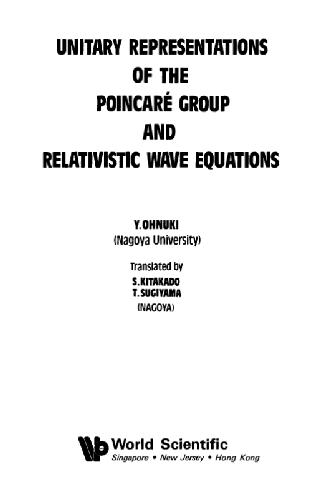 UNITARY REPRESENTATIONS
OF THE
POINCARÉ GROUP
AND
RELATIVISTIC WAVE EQUATIONS
Y. OHNUKI
(Nagoya University)
Translated by
S. KITAKADO
T. SUGIYAMA
(NAGOYA)
World Scientific
Singapore • New Jersey • Hong Kong